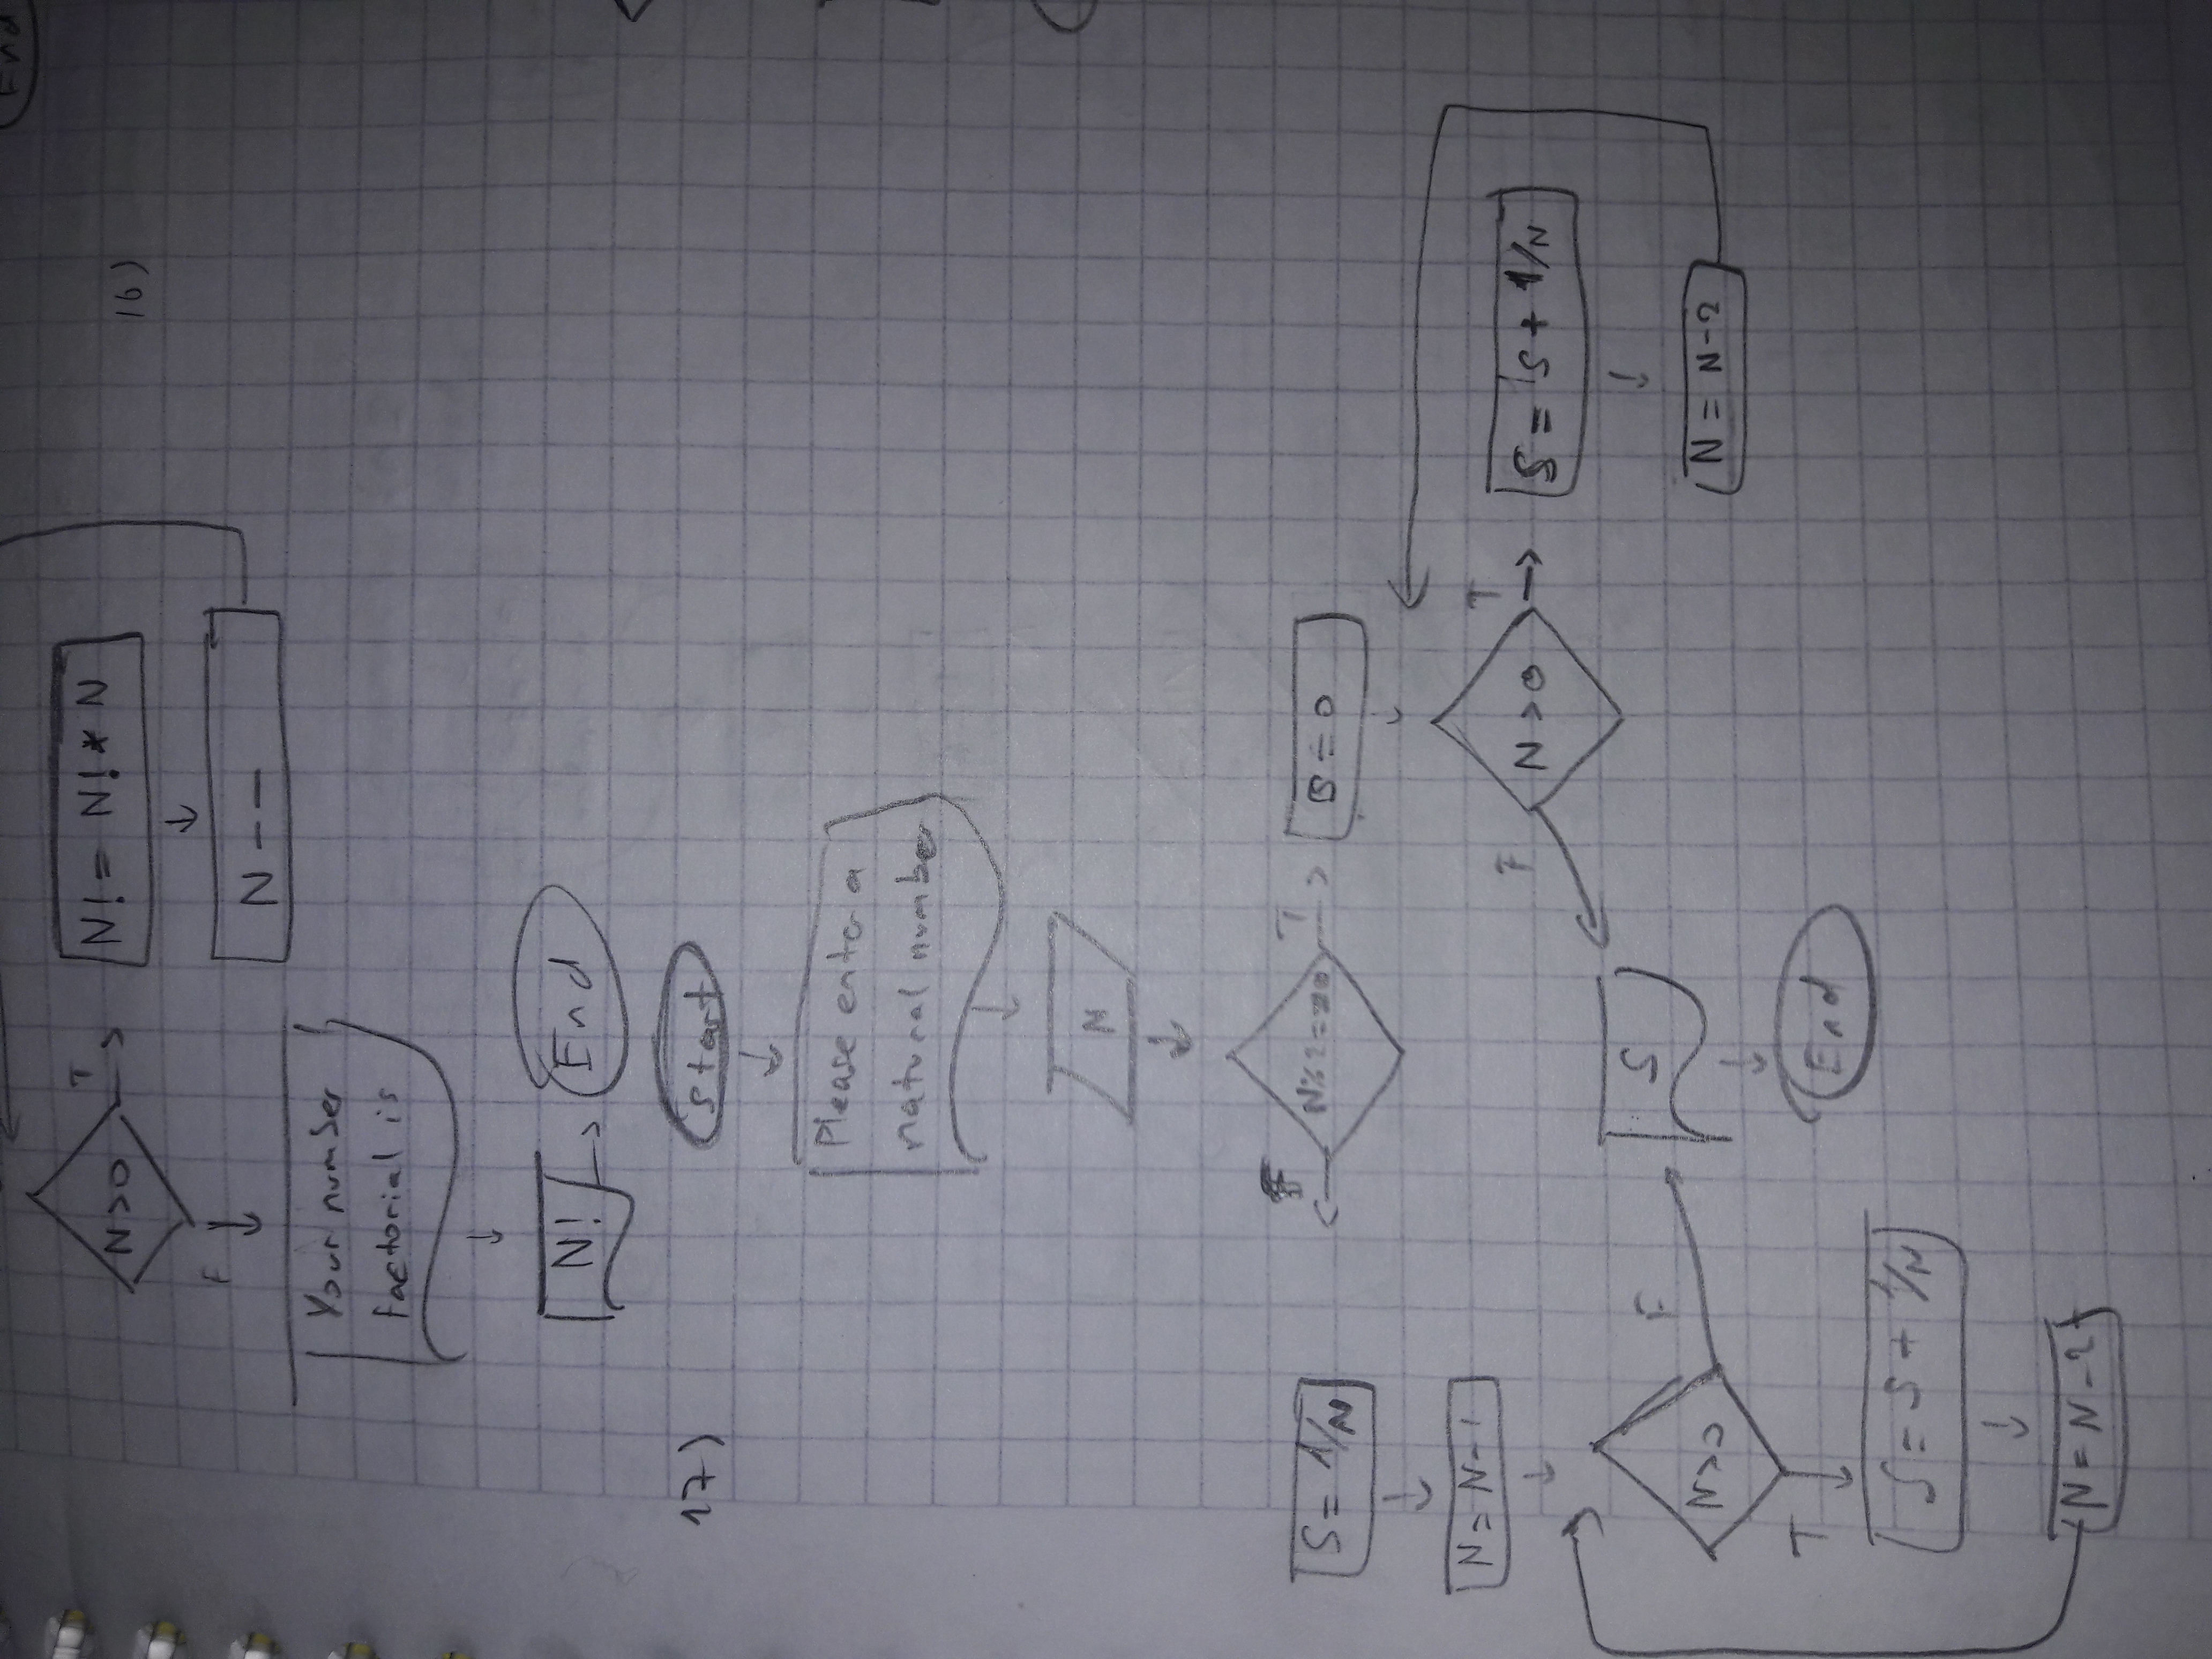 End
N>0
T
N! = N! * N
16)
F
N--
Your number
factorial is
N!
End
17)
Start
Please enter a
natural number
N
N%2==0
F
T
S = 1/N
S = 0
N = N-1
N>0
F
T
S = S + 1/N
N>0
F
S
N = N-2
T
End
S = S + 1/N
N = N-2